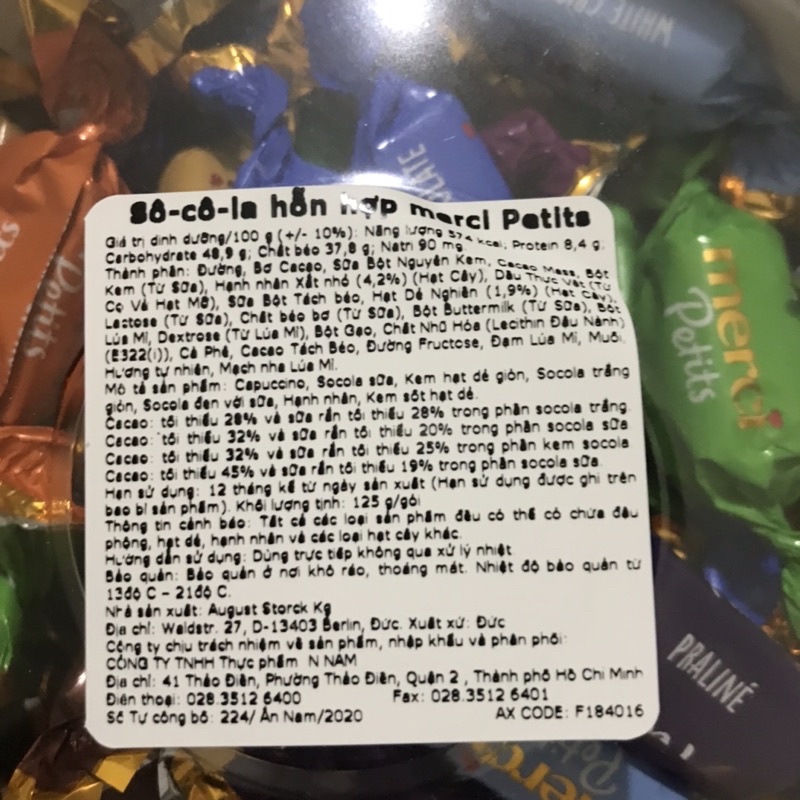 WHITE CR
LATE
Petits
merci
Petits
Sô-cô-la hỗn hợp merci Petits
Giá trị dinh dưỡng/100 g (+/- 10%): Năng lượng 574 kcal, Protein 8,4 g;
Carbohydrate 48,9 g; Chất béo 37,8 g; Natri 90 mg.
Thành phần: Đường, Bơ Cacao, Sữa Bột Nguyên Kem, Cacao Mass, Bột
Kem (Từ Sữa), Hạnh nhân Xắt nhỏ (4,2%) (Hạt Cây), Dầu Thực Vật (Từ
Cọ Và Hạt Mỡ), Sữa Bột Tách béo, Hạt Dẻ Nghiền (1,9%) (Hạt Cây),
Lactose (Từ Sữa), Chất béo bơ (Từ Sữa), Bột Buttermilk (Từ Sữa), Bột
Lúa Mì, Dextrose (Từ Lúa Mì), Bột Gạo, Chất Nhũ Hóa (Lecithin Đậu Nành)
(E322(i)), Cà Phê, Cacao Tách Béo, Đường Fructose, Đạm Lúa Mì, Muối,
Hương tự nhiên, Mạch nha Lúa Mì.
Mô tả sản phẩm: Capuccino, Socola sữa, Kem hạt dẻ giòn, Socola trắng
giòn, Socola đen với sữa, Hạnh nhân, Kem sốt hạt dẻ.
Cacao: tối thiểu 28% và sữa rắn tối thiểu 28% trong phần socola trắng.
Cacao: tối thiểu 32% và sữa rắn tối thiểu 20% trong phần socola sữa.
Cacao: tối thiểu 32% và sữa rắn tối thiểu 25% trong phần kem socola
Cacao: tối thiểu 45% và sữa rắn tối thiểu 19% trong phần socola sữa.
Hạn sử dụng: 12 tháng kể từ ngày sản xuất (Hạn sử dụng được ghi trên
bao bì sản phẩm). Khối lượng tịnh: 125 g/gói
Thông tin cảnh báo: Tất cả các loại sản phẩm đều có thể có chứa đậu
phộng, hạt dẻ, hạnh nhân và các loại hạt cây khác.
Hướng dẫn sử dụng: Dùng trực tiếp không qua xử lý nhiệt
Bảo quản: Bảo quản ở nơi khô ráo, thoáng mát. Nhiệt độ bảo quản từ
13độ C – 21độ C.
Nhà sản xuất: August Storck Kg
Địa chỉ: Waldstr. 27, D-13403 Berlin, Đức. Xuất xứ: Đức
Công ty chịu trách nhiệm về sản phẩm, nhập khẩu và phân phối:
CÔNG TY TNHH Thực phẩm N NAM
Địa chỉ: 41 Thảo Điền, Phường Thảo Điền, Quận 2 , Thành phố Hồ Chí Minh
Điện thoại: 028.3512 6400 Fax: 028.3512 6401
Số Tự công bố: 224/ Ân Nam/2020 AX CODE: F184016
PRALINÉ
merci
Petit